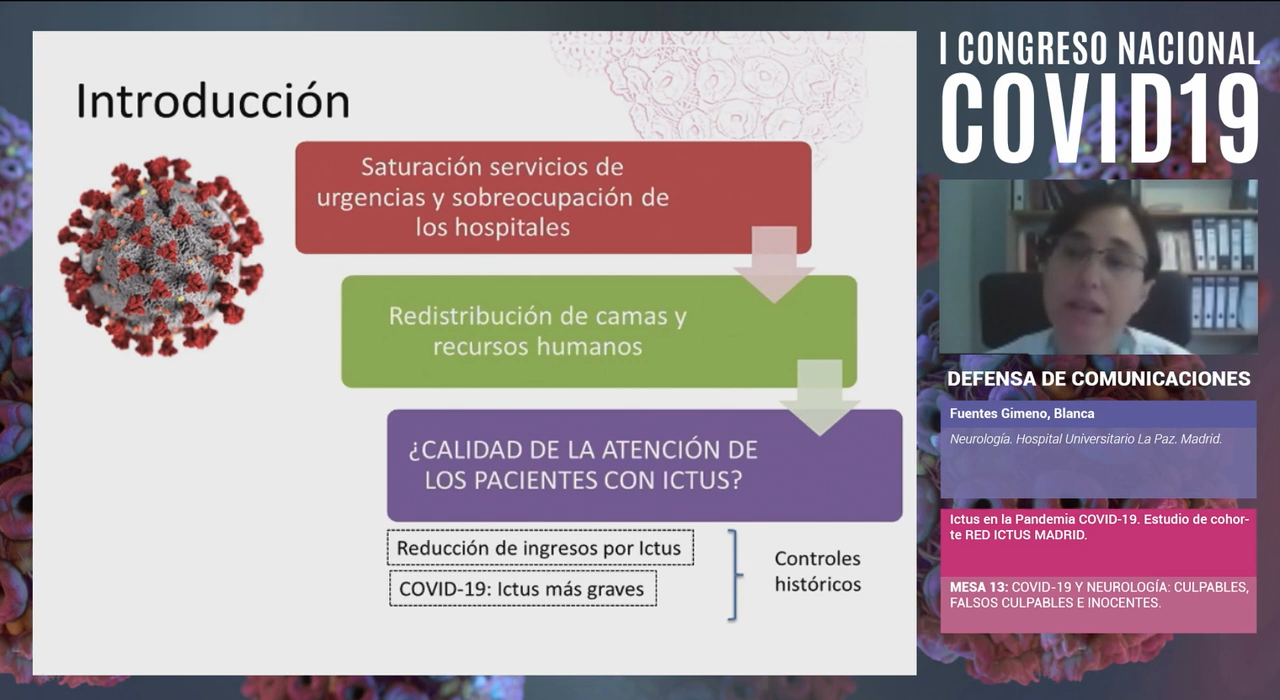 Introducción
Saturación servicios de
urgencias y sobreocupación de
los hospitales
Redistribución de camas y
recursos humanos
¿CALIDAD DE LA ATENCIÓN DE
LOS PACIENTES CON ICTUS?
Reducción de ingresos por Ictus
COVID-19: Ictus más graves
Controles
históricos
I CONGRESO NACIONAL
COVID19
DEFENSA DE COMUNICACIONES
Fuentes Gimeno, Blanca
Neurología. Hospital Universitario La Paz. Madrid.
Ictus en la Pandemia COVID-19. Estudio de cohor-
te RED ICTUS MADRID.
MESA 13: COVID-19 Y NEUROLOGÍA: CULPABLES,
FALSOS CULPABLES E INOCENTES.